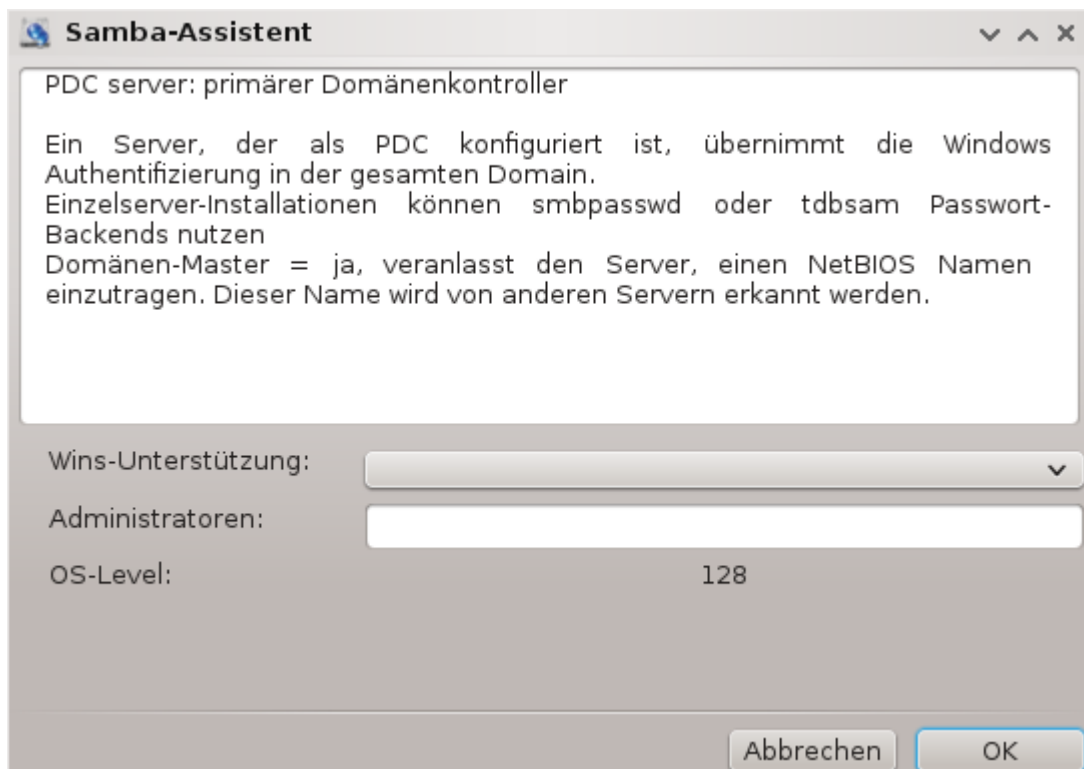 Samba-Assistent
PDC server: primärer Domänenkontroller
Ein Server, der als PDC konfiguriert ist, übernimmt die Windows
Authentifizierung in der gesamten Domain.
Einzelserver-Installationen können smbpasswd oder tdbsam Passwort-
Backends nutzen
Domänen-Master = ja, veranlasst den Server, einen NetBIOS Namen
einzutragen. Dieser Name wird von anderen Servern erkannt werden.
Wins-Unterstützung:
Administratoren:
OS-Level: 128
Abbrechen OK